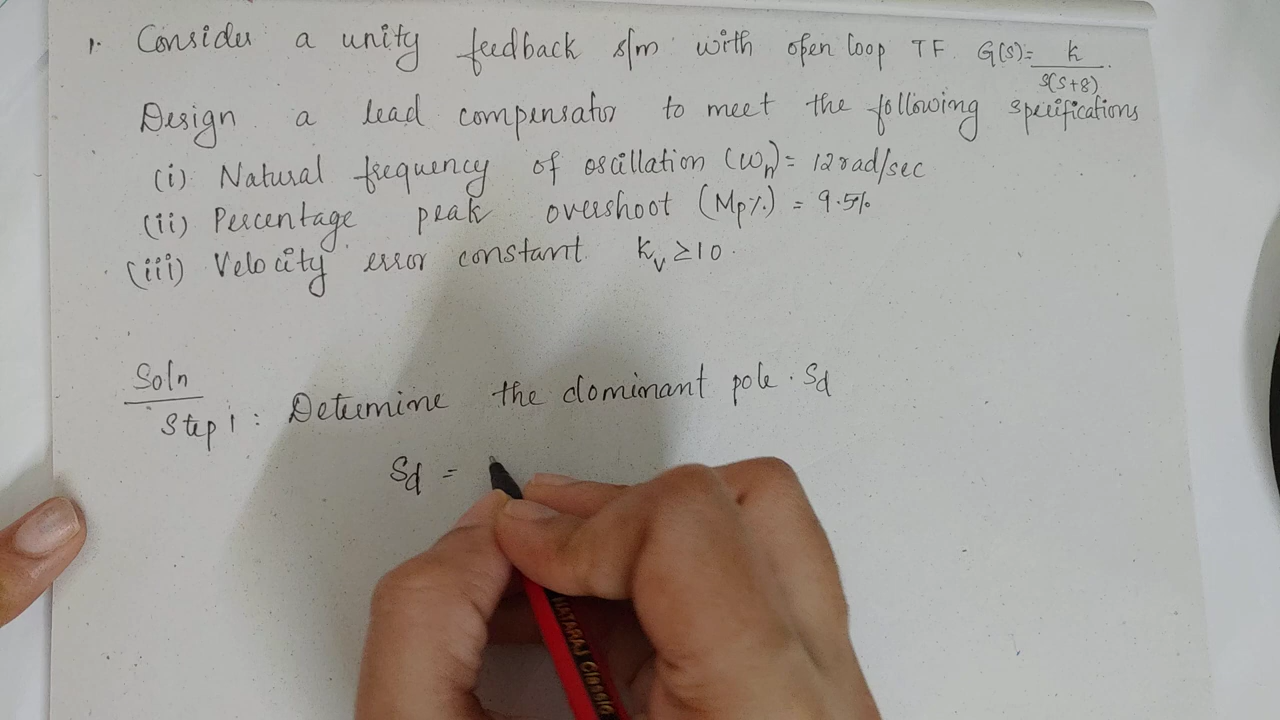 1. Consider a unity feedback s/m with open loop TF G(s)= k/s(s+8).
Design a lead compensator to meet the following specifications
(i) Natural frequency of oscillation (ωn)= 12 rad/sec
(ii) Percentage peak overshoot (Mp%) = 9.5%
(iii) Velocity error constant kv ≥10.
Soln
Step 1: Determine the dominant pole. Sd
Sd =
NATARAJ Classic